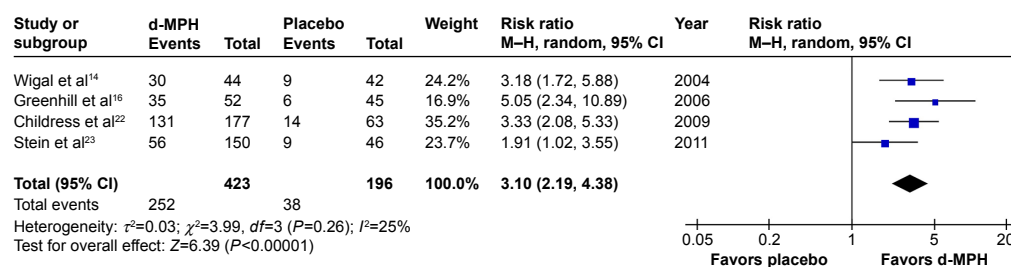 Study or subgroup d-MPH Events Total Placebo Events Total Weight Risk ratio M–H, random, 95% CI Year Risk ratio M–H, random, 95% CI
Wigal et al¹⁴ 30 44 9 42 24.2% 3.18 (1.72, 5.88) 2004
Greenhill et al¹⁶ 35 52 6 45 16.9% 5.05 (2.34, 10.89) 2006
Childress et al²² 131 177 14 63 35.2% 3.33 (2.08, 5.33) 2009
Stein et al²³ 56 150 9 46 23.7% 1.91 (1.02, 3.55) 2011
Total (95% CI) 423 196 100.0% 3.10 (2.19, 4.38)
Total events 252 38
Heterogeneity: τ²=0.03; χ²=3.99, df=3 (P=0.26); I²=25%
Test for overall effect: Z=6.39 (P<0.00001)
0.05 0.2 1 5 20
Favors placebo Favors d-MPH